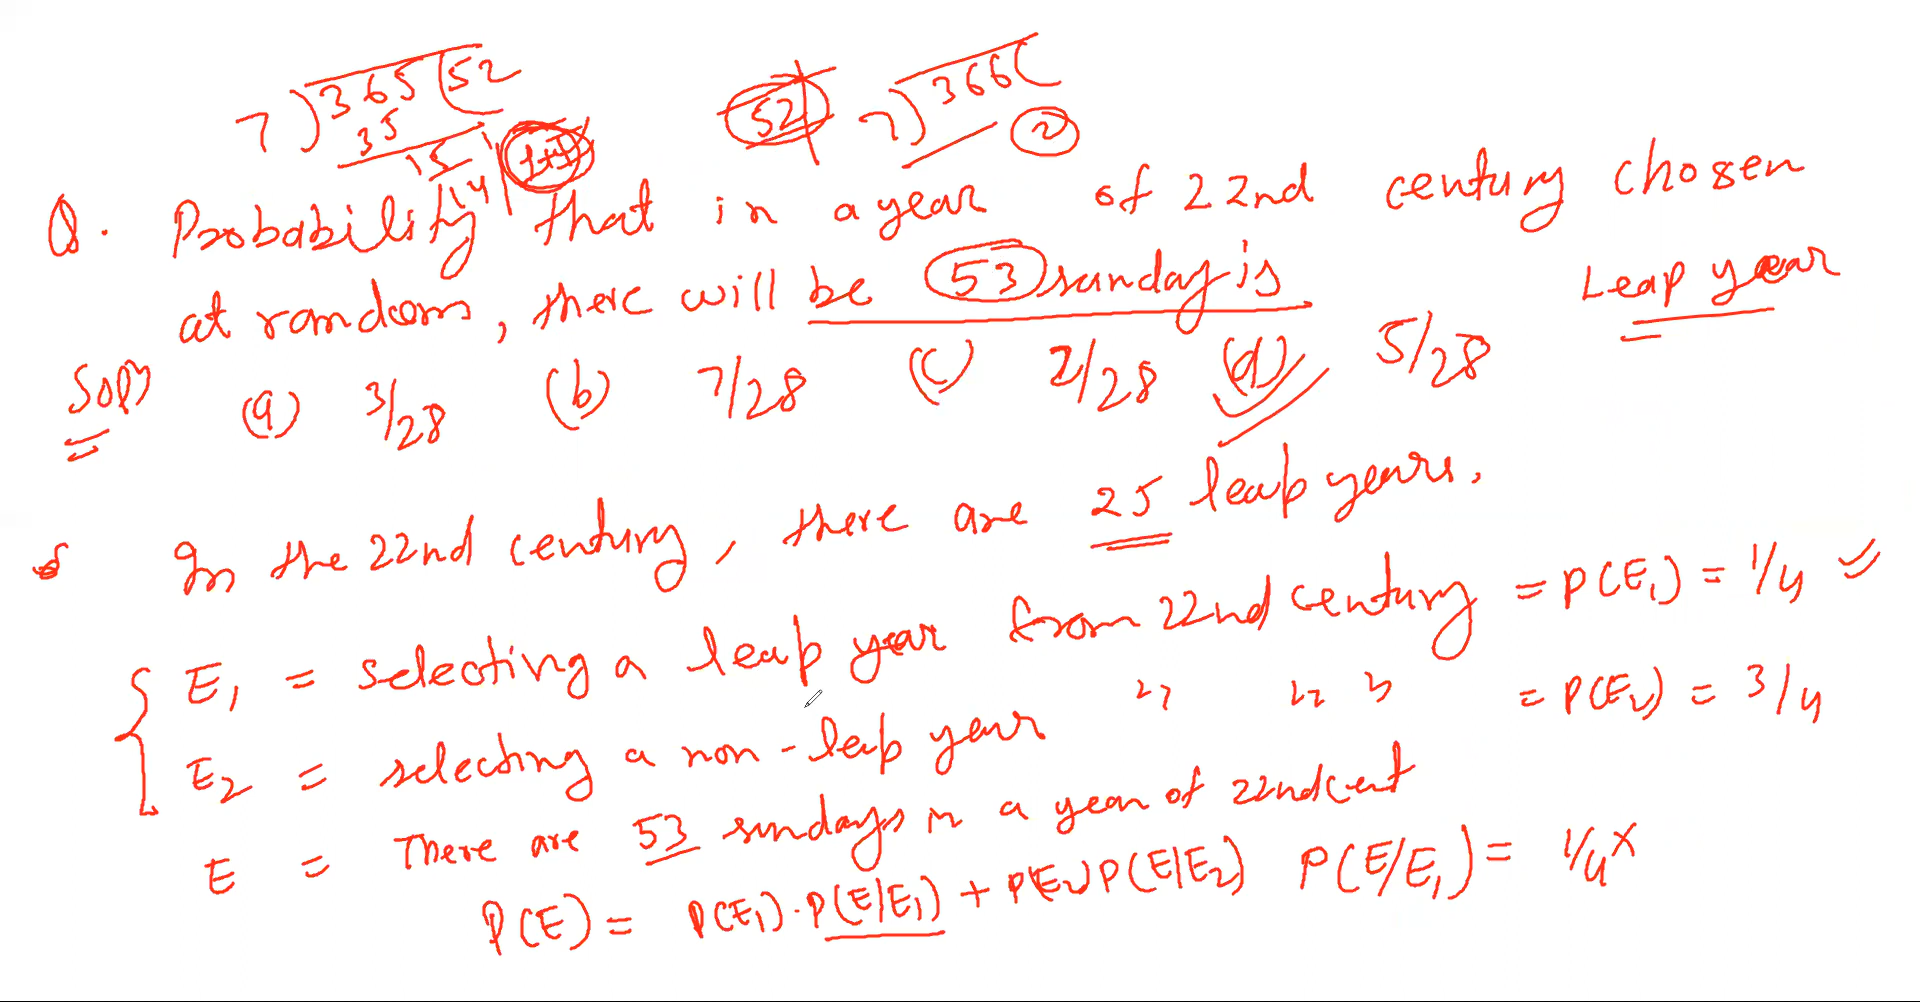 7)365(52
35
15
14
52 7)366( 2
Q. Probability that in a year of 22nd century chosen
at random, there will be 53 sunday is
Leap year
Soln (a) 3/28 (b) 7/28 (c) 2/28 (d) 5/28
In the 22nd century, there are 25 leap years.
E1 = selecting a leap year from 22nd century = P(E1) = 1/4
E2 = selecting a non-leap year " " " = P(E2) = 3/4
E = There are 53 sundays in a year of 22nd cent
P(E) = P(E1).P(E|E1) + P(E2)P(E|E2) P(E/E1) = 1/4 x